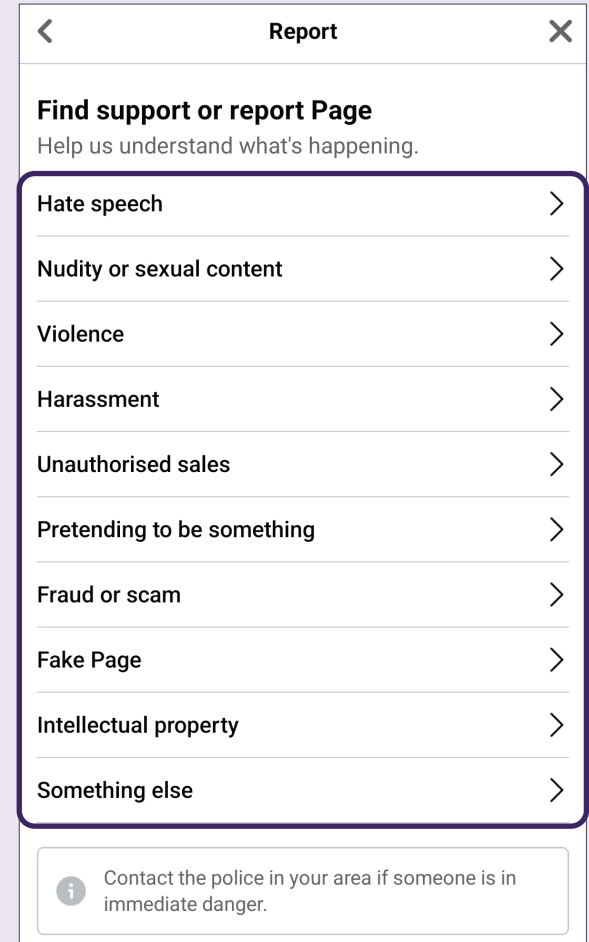 Report
Find support or report Page
Help us understand what's happening.
Hate speech
Nudity or sexual content
Violence
Harassment
Unauthorised sales
Pretending to be something
Fraud or scam
Fake Page
Intellectual property
Something else
Contact the police in your area if someone is in
immediate danger.